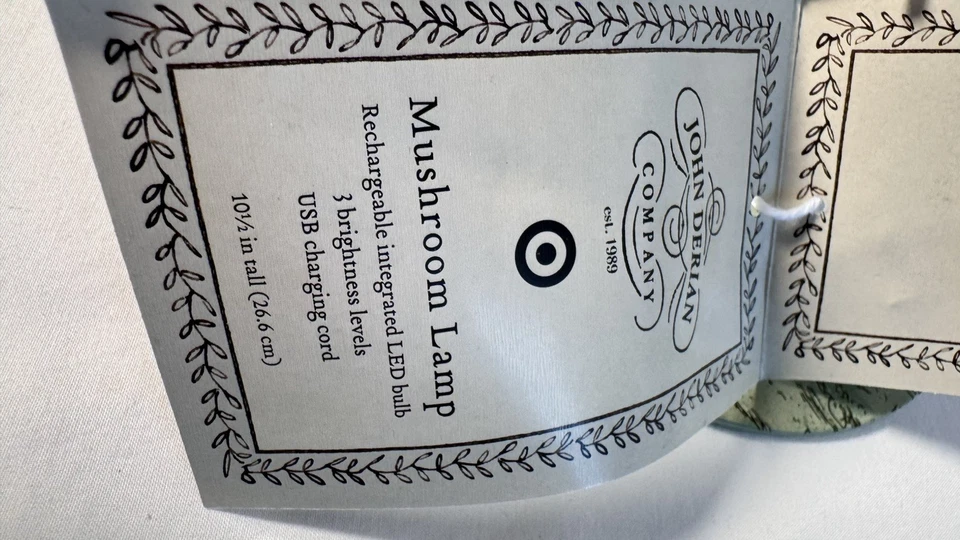 JOHN DERIAN
COMPANY
est. 1989
Mushroom Lamp
Rechargeable integrated LED bulb
3 brightness levels
USB charging cord
10½ in tall (26.6 cm)